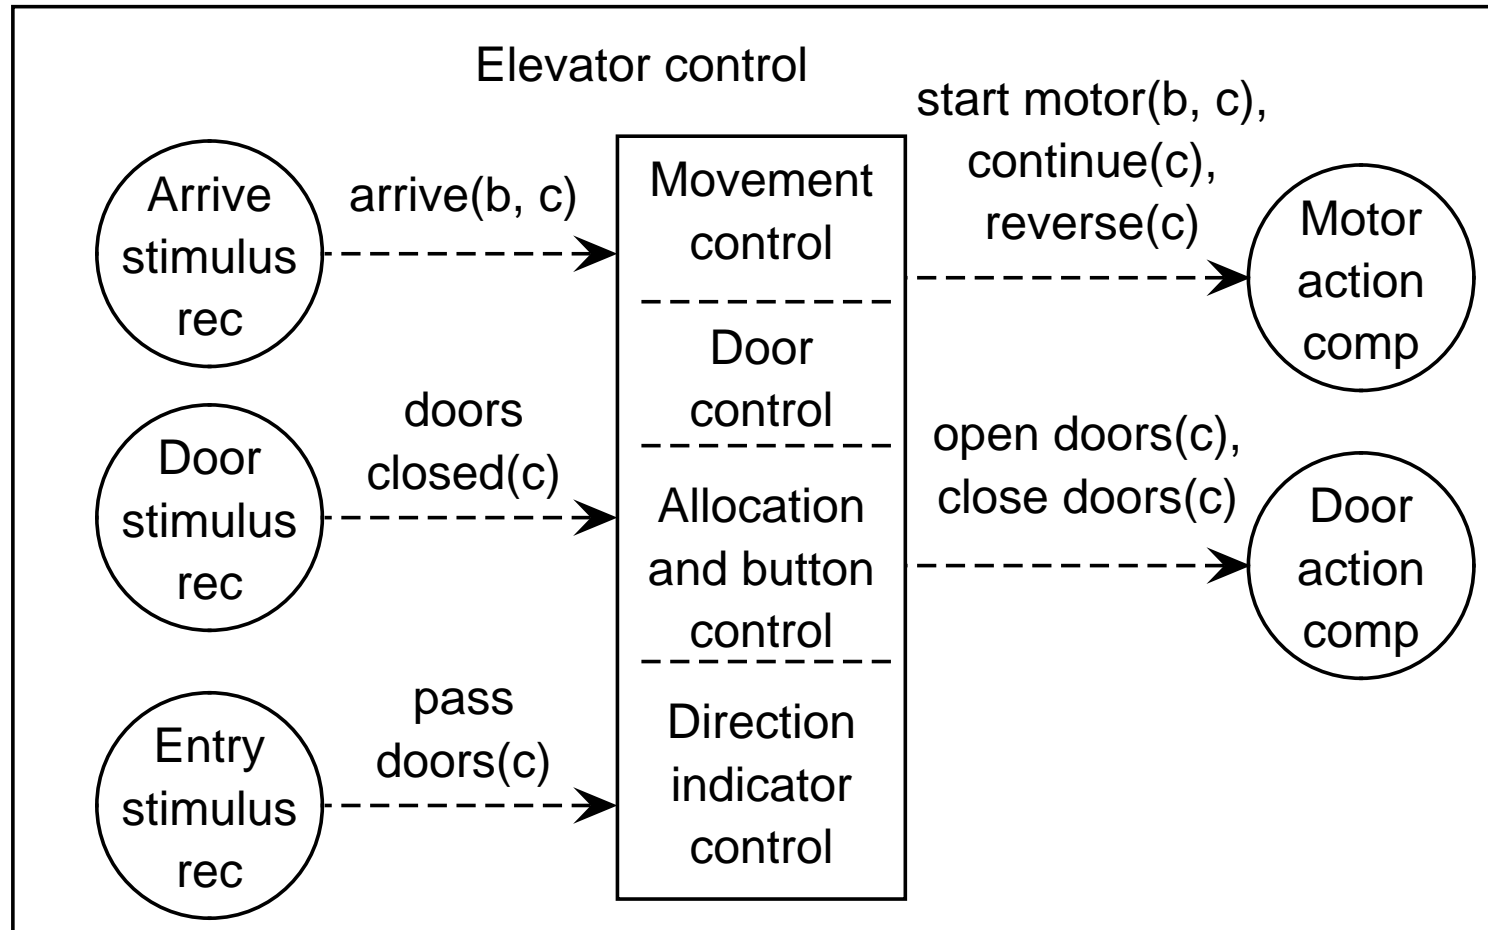 Elevator control
Arrive
stimulus
rec
arrive(b, c)
Door
stimulus
rec
doors
closed(c)
Entry
stimulus
rec
pass
doors(c)
Movement
control
Door
control
Allocation
and button
control
Direction
indicator
control
start motor(b, c),
continue(c),
reverse(c)
Motor
action
comp
open doors(c),
close doors(c)
Door
action
comp